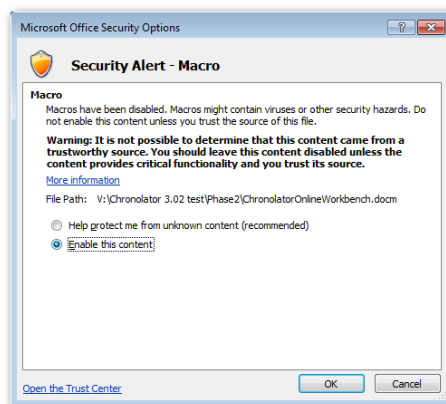 Microsoft Office Security Options
Security Alert - Macro
Macro
Macros have been disabled. Macros might contain viruses or other security hazards. Do
not enable this content unless you trust the source of this file.
Warning: It is not possible to determine that this content came from a
trustworthy source. You should leave this content disabled unless the
content provides critical functionality and you trust its source.
More information
File Path: V:\Chronolator 3.02 test\Phase2\ChronolatorOnlineWorkbench.docm
Help protect me from unknown content (recommended)
Enable this content
Open the Trust Center
OK
Cancel